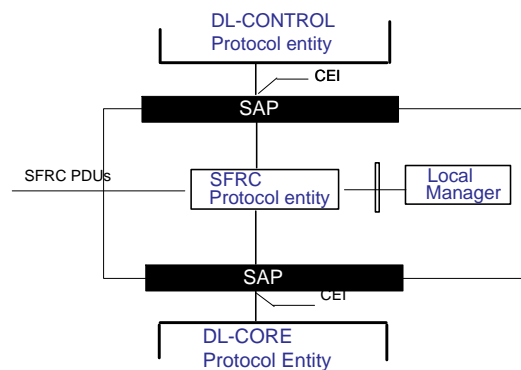 DL-CONTROL
Protocol entity
CEI
SAP
SFRC PDUs
SFRC
Protocol entity
Local
Manager
SAP
CEI
DL-CORE
Protocol Entity